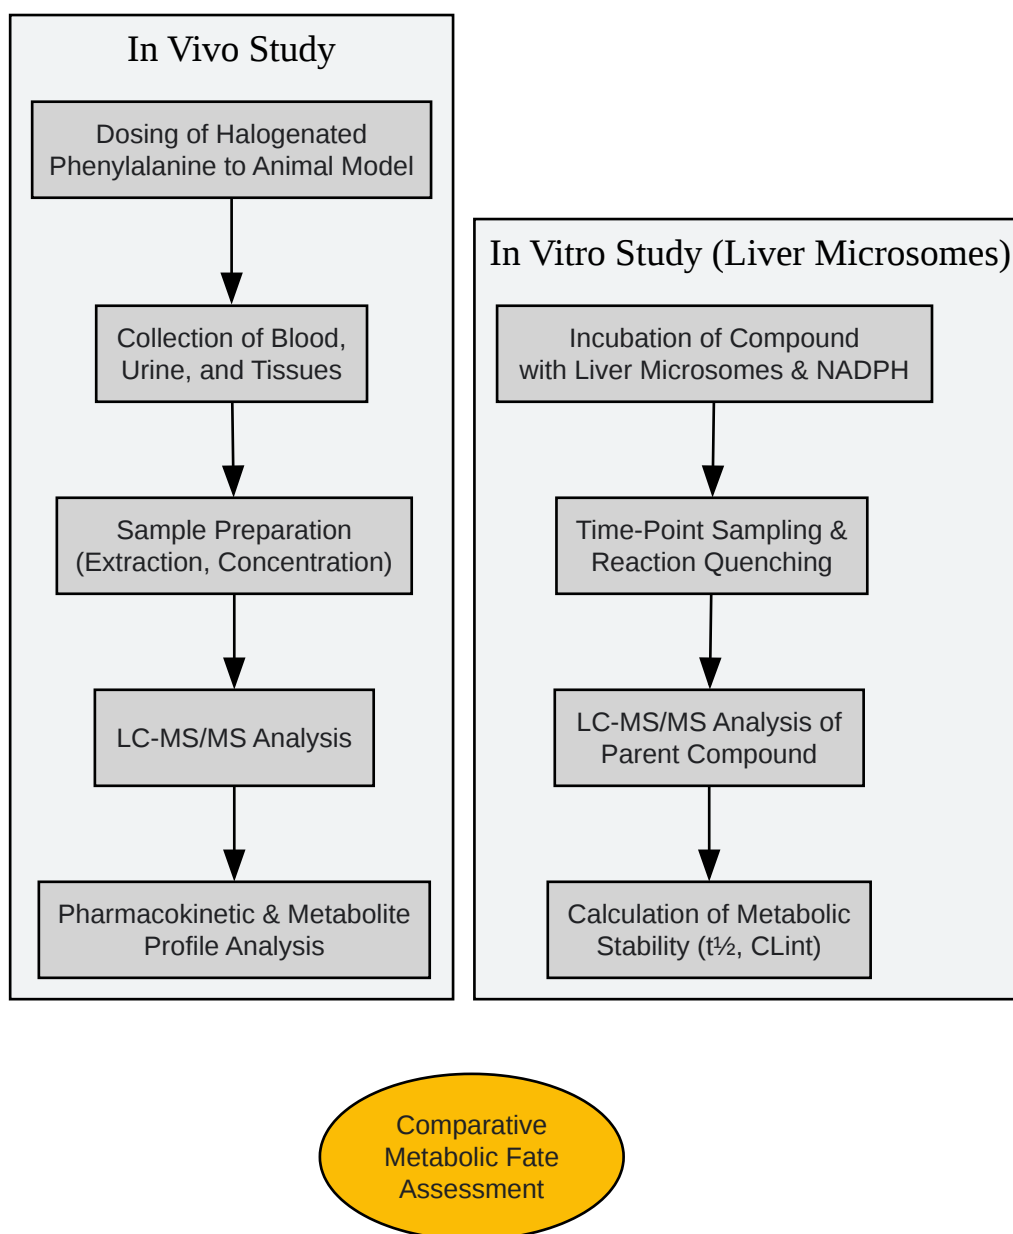 In Vivo Study
Dosing of Halogenated
Phenylalanine to Animal Model
Collection of Blood,
Urine, and Tissues
Sample Preparation
(Extraction, Concentration)
LC-MS/MS Analysis
Pharmacokinetic & Metabolite
Profile Analysis
In Vitro Study (Liver Microsomes)
Incubation of Compound
with Liver Microsomes & NADPH
Time-Point Sampling &
Reaction Quenching
LC-MS/MS Analysis of
Parent Compound
Calculation of Metabolic
Stability (t½, CLint)
Comparative
Metabolic Fate
Assessment